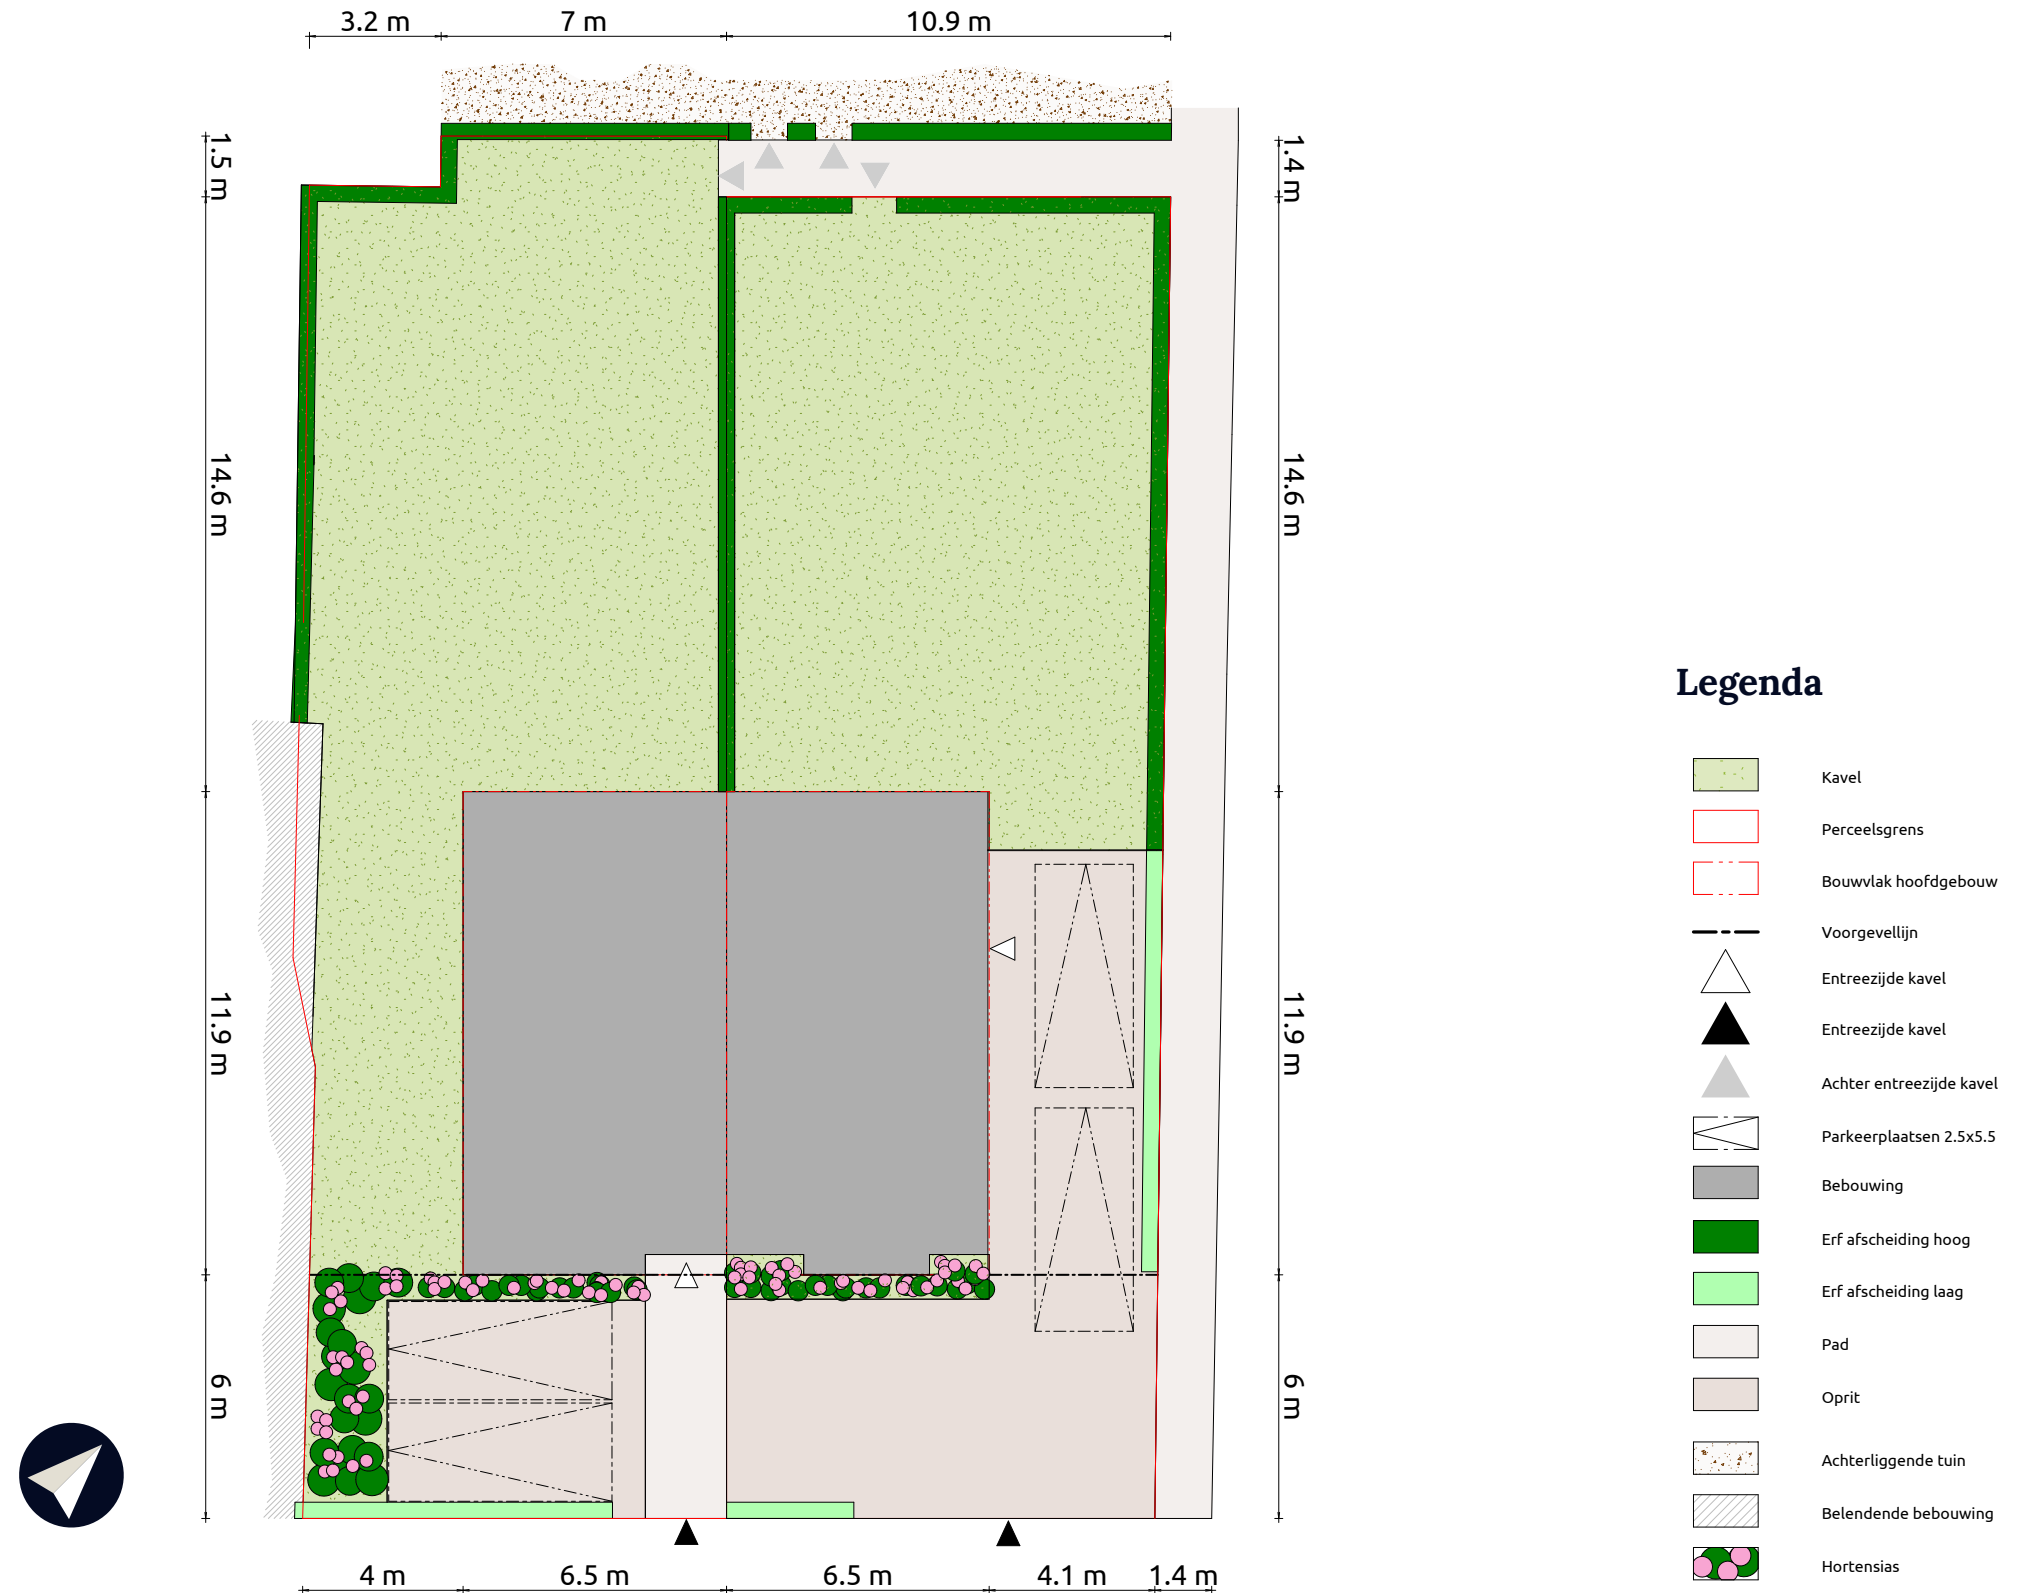 3.2 m
7 m
10.9 m
1.5 m
14.6 m
11.9 m
6 m
1.4 m
14.6 m
11.9 m
6 m
4 m
6.5 m
6.5 m
4.1 m
1.4 m
Legenda
Kavel
Perceelsgrens
Bouwvlak hoofdgebouw
Voorgevellijn
Entreezijde kavel
Entreezijde kavel
Achter entreezijde kavel
Parkeerplaatsen 2.5x5.5
Bebouwing
Erf afscheiding hoog
Erf afscheiding laag
Pad
Oprit
Achterliggende tuin
Belendende bebouwing
Hortensias